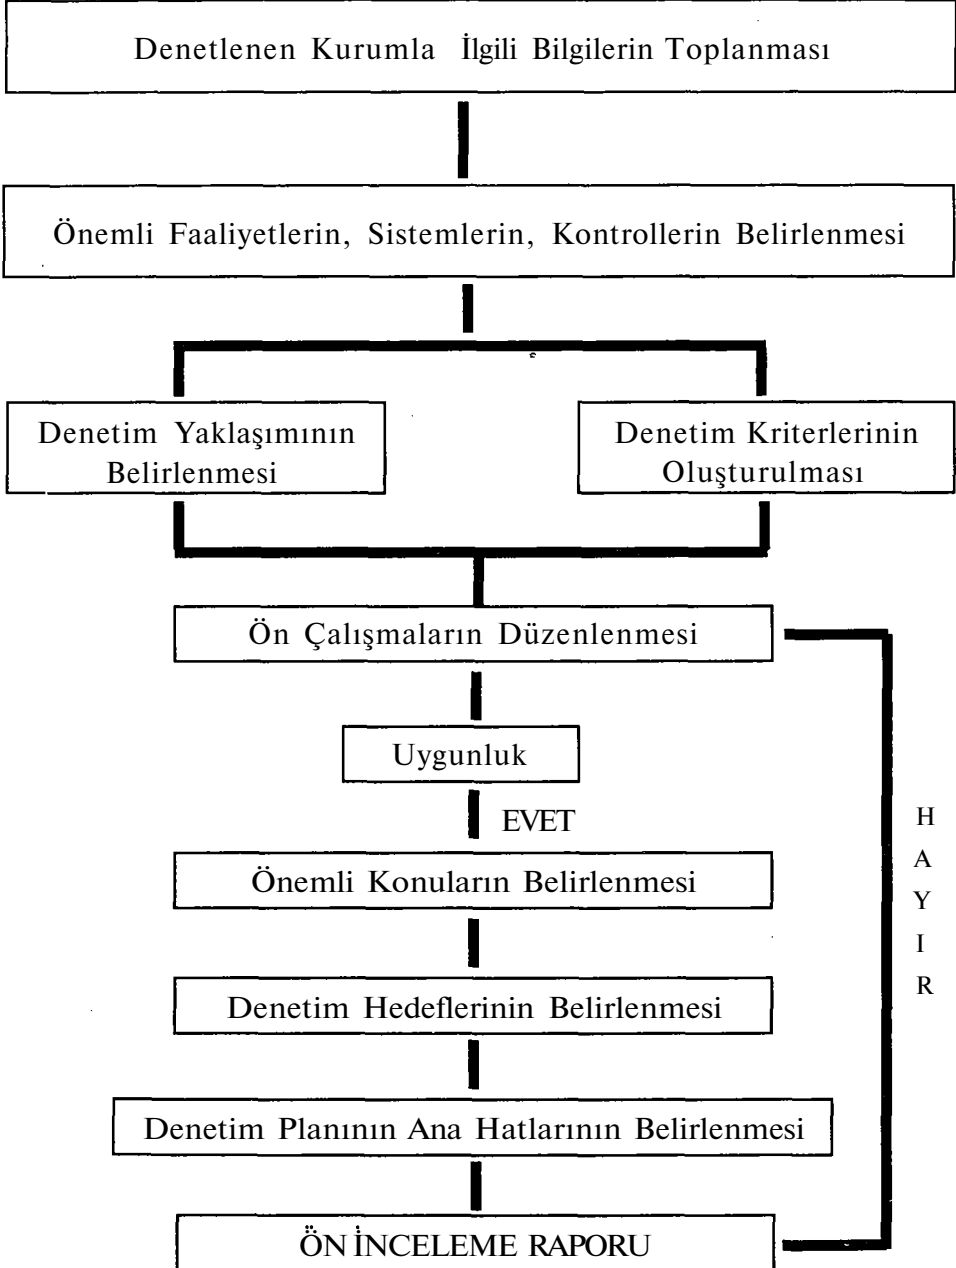 Denetlenen Kurumla İlgili Bilgilerin Toplanması
Önemli Faaliyetlerin, Sistemlerin, Kontrollerin Belirlenmesi
Denetim Yaklaşımının
Belirlenmesi
Denetim Kriterlerinin
Oluşturulması
Ön Çalışmaların Düzenlenmesi
Uygunluk
EVET
Önemli Konuların Belirlenmesi
Denetim Hedeflerinin Belirlenmesi
Denetim Planının Ana Hatlarının Belirlenmesi
ÖN İNCELEME RAPORU
H
A
Y
I
R